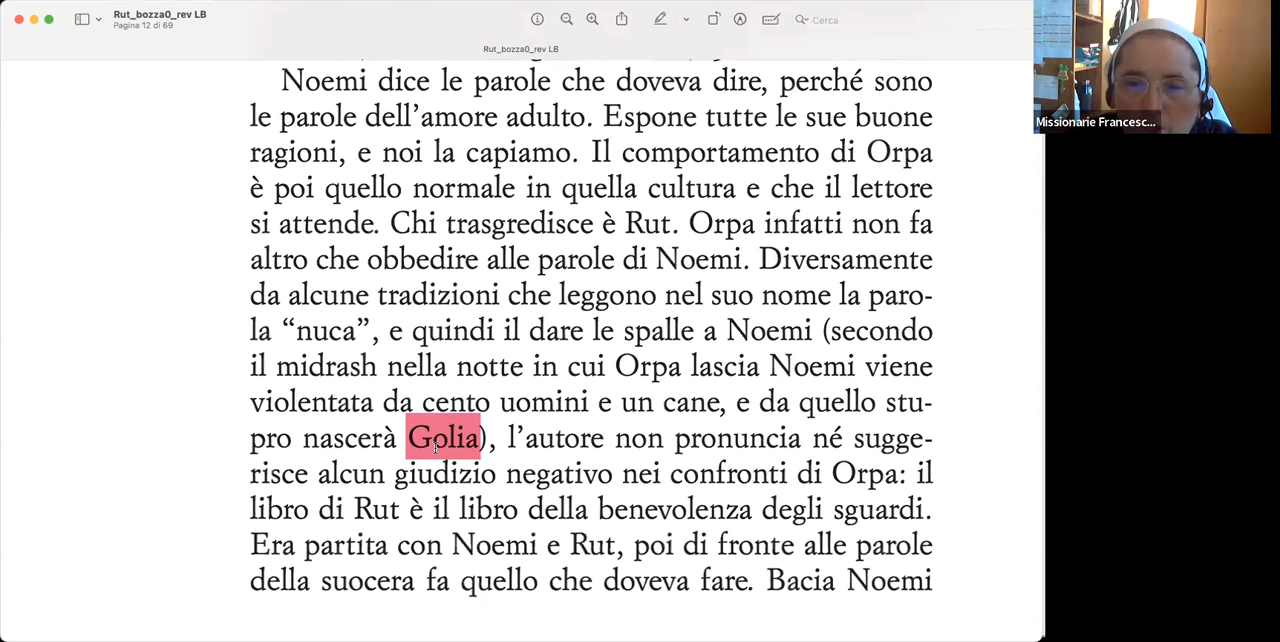 Rut_bozza0_rev LB
Pagina 12 di 69
Cerca
Rut_bozza0_rev LB
Noemi dice le parole che doveva dire, perché sono
le parole dell’amore adulto. Espone tutte le sue buone
ragioni, e noi la capiamo. Il comportamento di Orpa
è poi quello normale in quella cultura e che il lettore
si attende. Chi trasgredisce è Rut. Orpa infatti non fa
altro che obbedire alle parole di Noemi. Diversamente
da alcune tradizioni che leggono nel suo nome la paro-
la “nuca”, e quindi il dare le spalle a Noemi (secondo
il midrash nella notte in cui Orpa lascia Noemi viene
violentata da cento uomini e un cane, e da quello stu-
pro nascerà Golia), l’autore non pronuncia né sugge-
risce alcun giudizio negativo nei confronti di Orpa: il
libro di Rut è il libro della benevolenza degli sguardi.
Era partita con Noemi e Rut, poi di fronte alle parole
della suocera fa quello che doveva fare. Bacia Noemi
Missionarie Francesc...